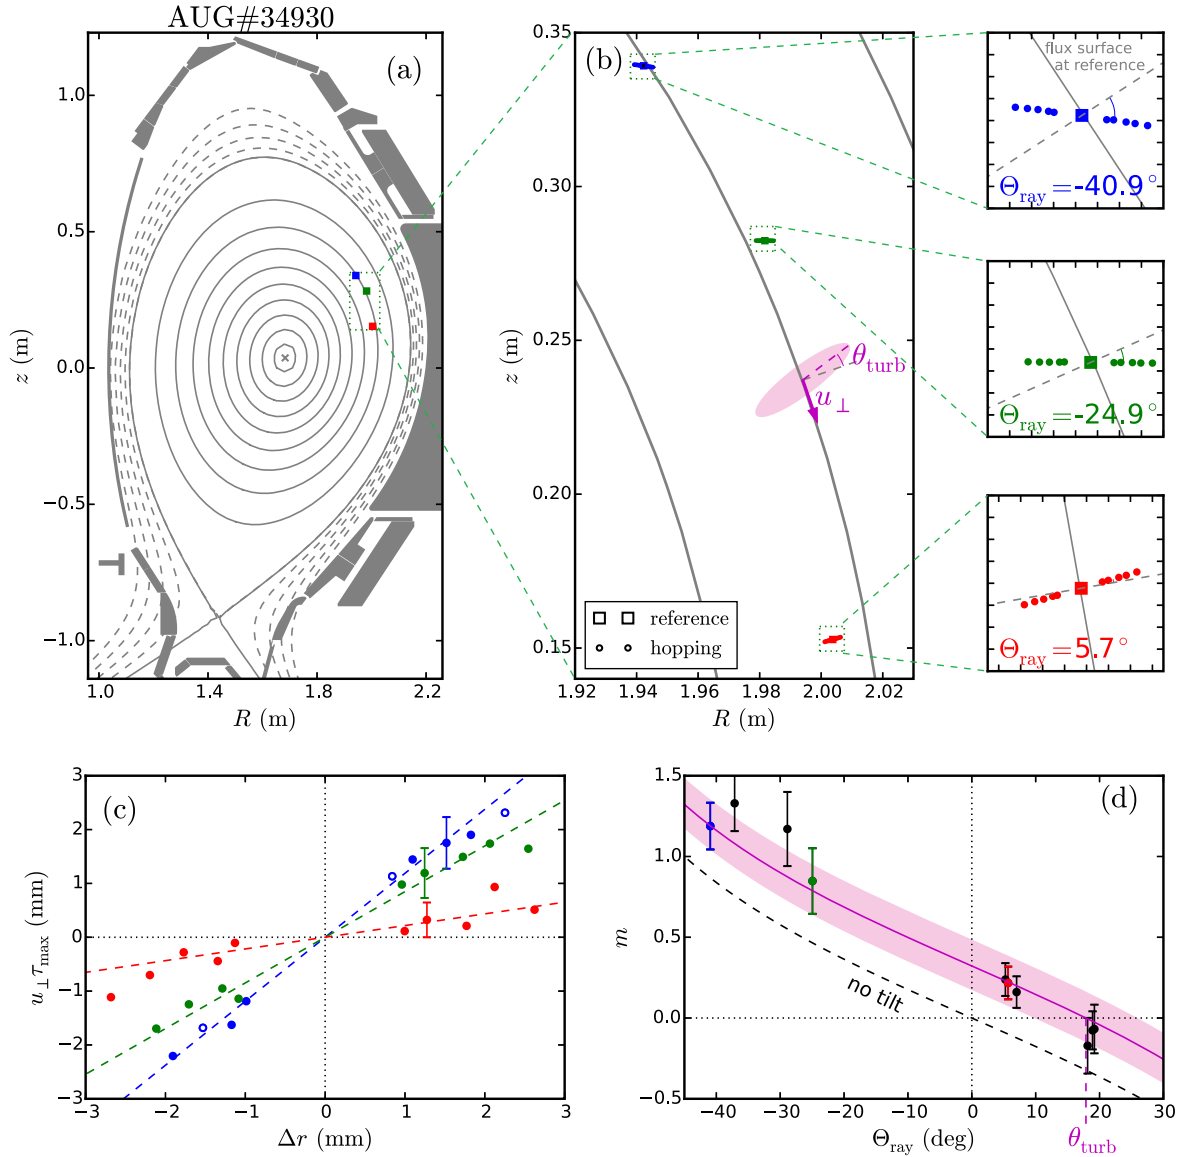 AUG#34930
(a)
1.0
0.5
0.0
−0.5
−1.0
z (m)
1.0
1.4
1.8
2.2
R (m)
(b)
0.35
0.30
0.25
0.20
0.15
z (m)
θturb
u⊥
reference
hopping
1.92
1.94
1.96
1.98
2.00
2.02
R (m)
flux surface
at reference
Θray=-40.9°
Θray=-24.9°
Θray=5.7°
(c)
3
2
1
0
−1
−2
−3
u⊥τmax (mm)
−3
−2
−1
0
1
2
3
Δr (mm)
(d)
1.5
1.0
0.5
0.0
−0.5
m
no tilt
−40
−30
−20
−10
0
10
20
30
Θray (deg)
θturb